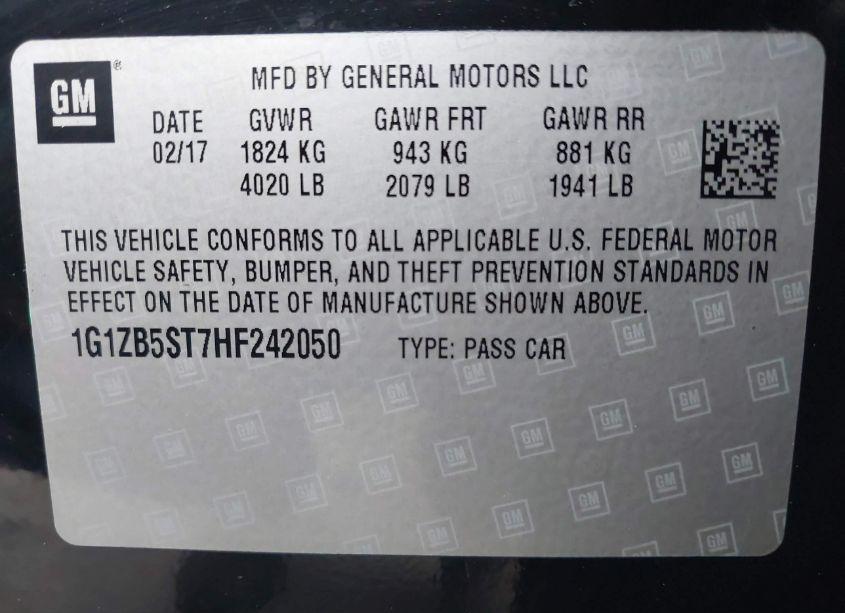 GM®
MFD BY GENERAL MOTORS LLC
DATE GVWR GAWR FRT GAWR RR
02/17 1824 KG 943 KG 881 KG
4020 LB 2079 LB 1941 LB
THIS VEHICLE CONFORMS TO ALL APPLICABLE U.S. FEDERAL MOTOR
VEHICLE SAFETY, BUMPER, AND THEFT PREVENTION STANDARDS IN
EFFECT ON THE DATE OF MANUFACTURE SHOWN ABOVE.
1G1ZB5ST7HF242050 TYPE: PASS CAR